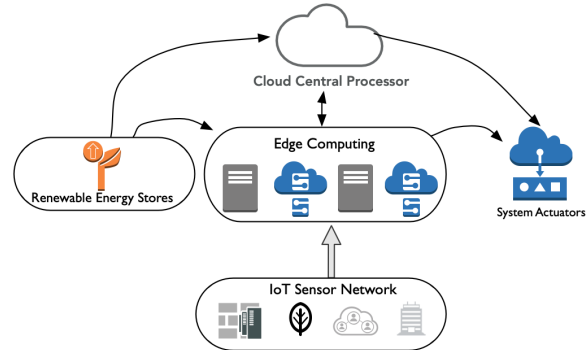 Cloud Central Processor
Edge Computing
Renewable Energy Stores
System Actuators
IoT Sensor Network